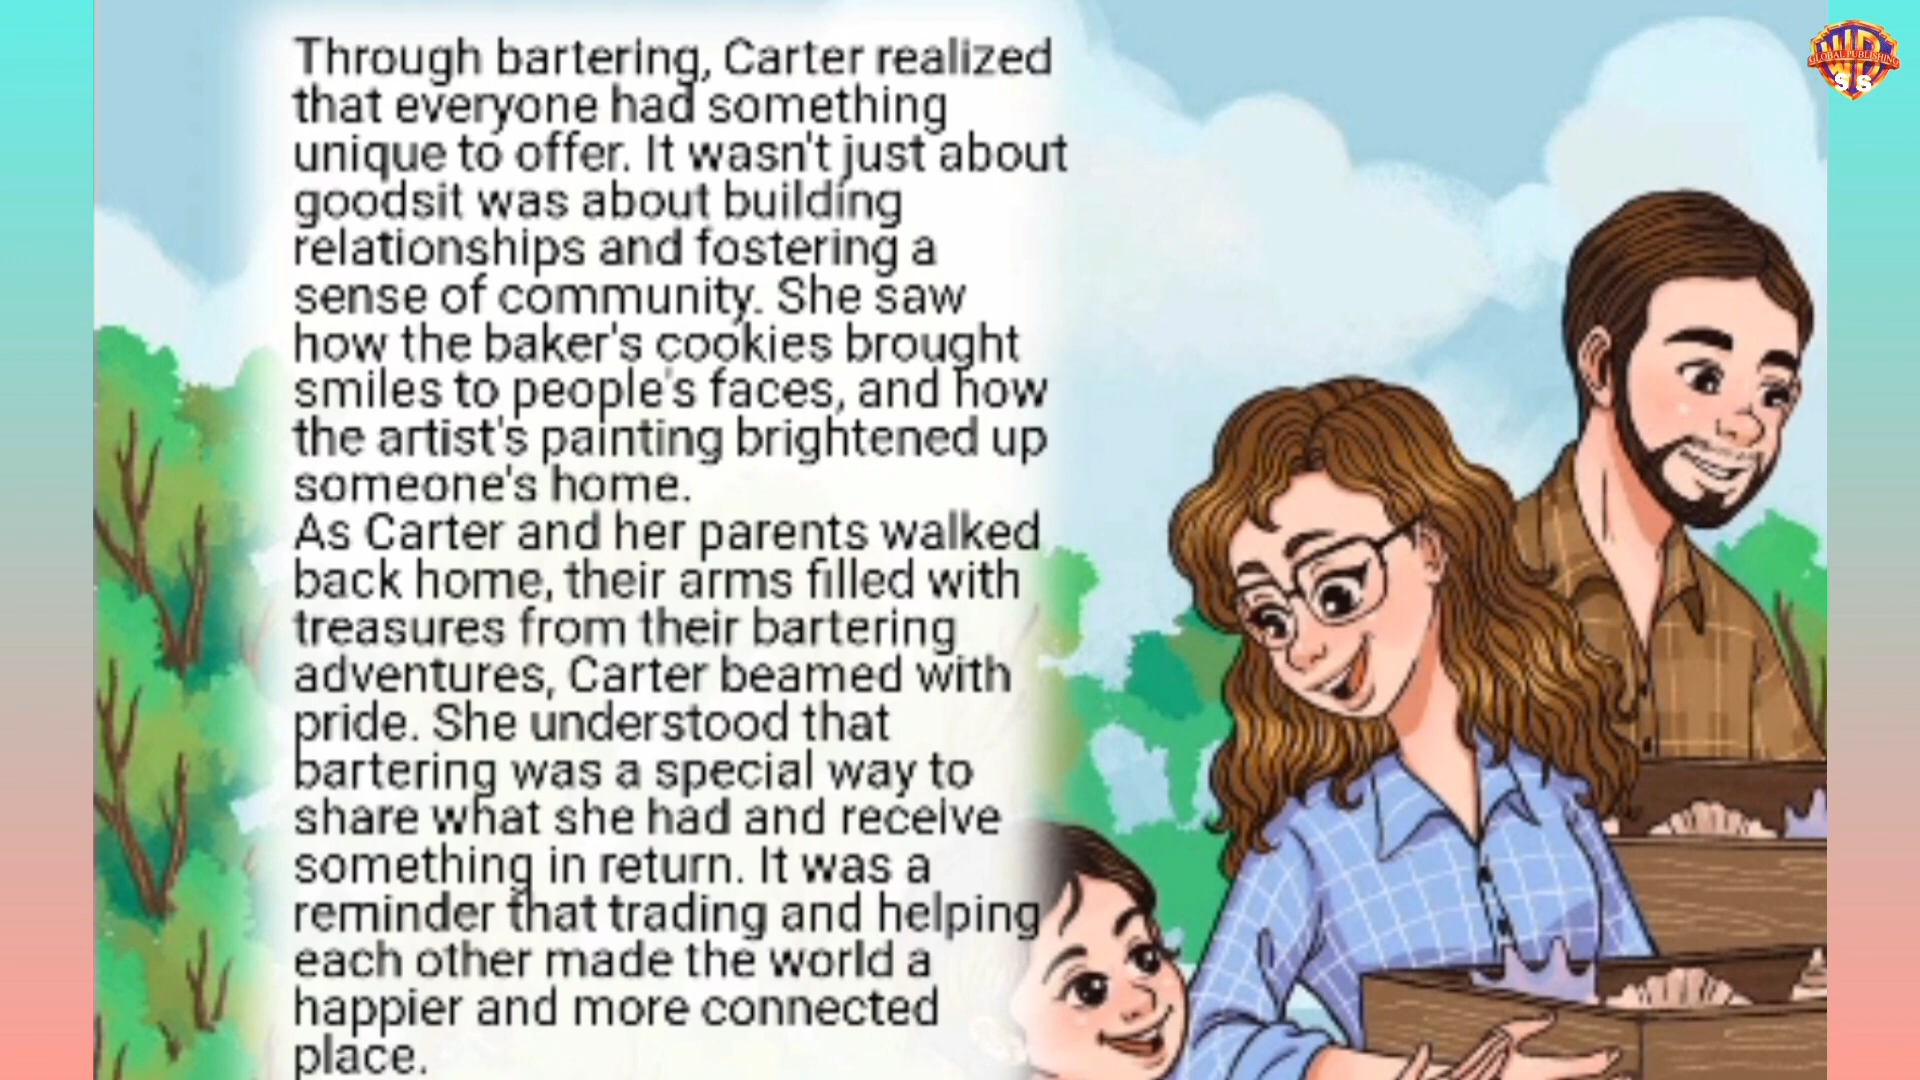 Through bartering, Carter realized
that everyone had something
unique to offer. It wasn't just about
goodsit was about building
relationships and fostering a
sense of community. She saw
how the baker's cookies brought
smiles to people's faces, and how
the artist's painting brightened up
someone's home.
As Carter and her parents walked
back home, their arms filled with
treasures from their bartering
adventures, Carter beamed with
pride. She understood that
bartering was a special way to
share what she had and receive
something in return. It was a
reminder that trading and helping
each other made the world a
happier and more connected
place.
GLOBAL PUBLISHING
S S